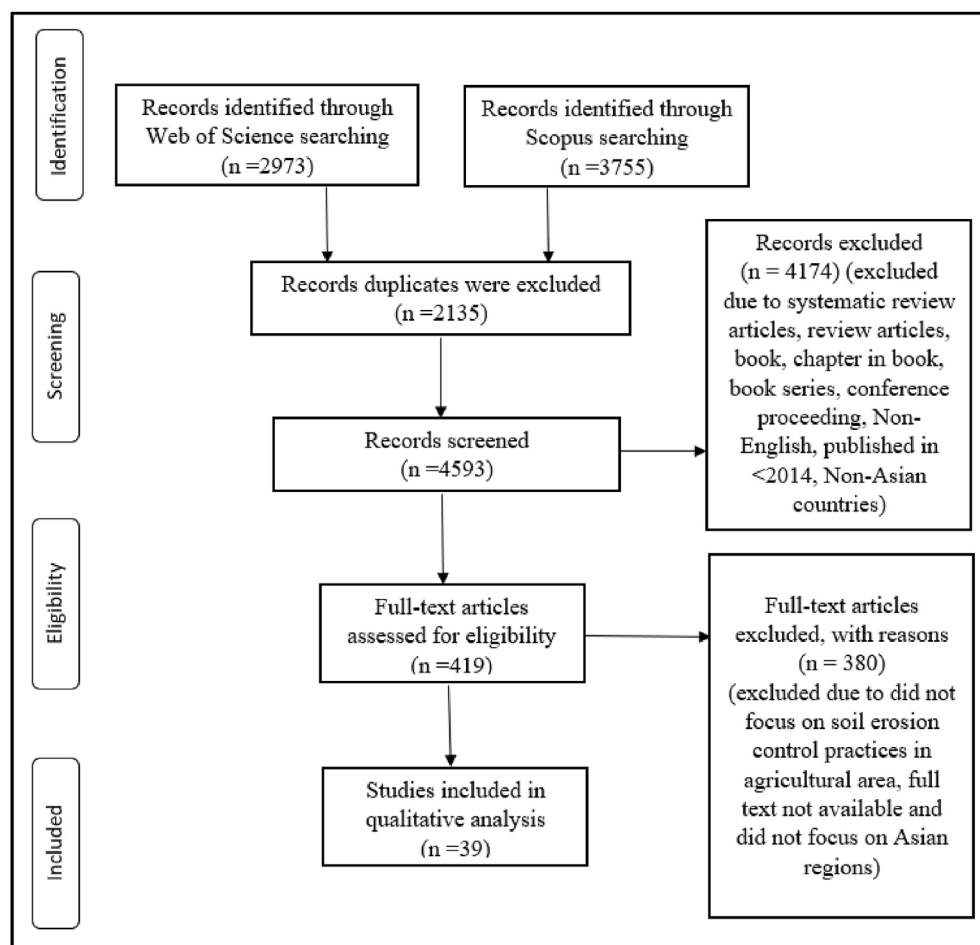 Identification
Records identified through
Web of Science searching
(n =2973)
Records identified through
Scopus searching
(n =3755)
Screening
Records duplicates were excluded
(n =2135)
Records screened
(n =4593)
Records excluded
(n = 4174) (excluded
due to systematic review
articles, review articles,
book, chapter in book,
book series, conference
proceeding, Non-
English, published in
<2014, Non-Asian
countries)
Eligibility
Full-text articles
assessed for eligibility
(n =419)
Full-text articles
excluded, with reasons
(n = 380)
(excluded due to did not
focus on soil erosion
control practices in
agricultural area, full
text not available and
did not focus on Asian
regions)
Included
Studies included in
qualitative analysis
(n =39)